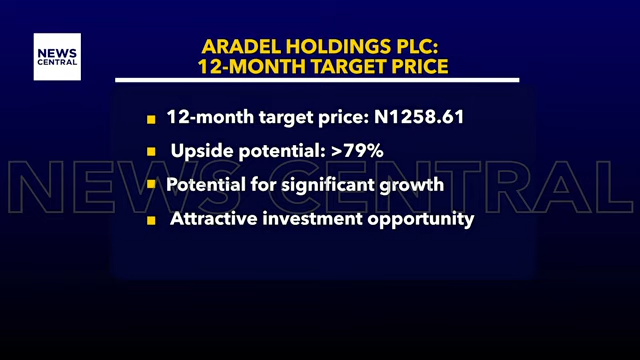 NEWS
CENTRAL
ARADEL HOLDINGS PLC:
12-MONTH TARGET PRICE
12-month target price: N1258.61
Upside potential: >79%
Potential for significant growth
Attractive investment opportunity
NEWS CENTRAL